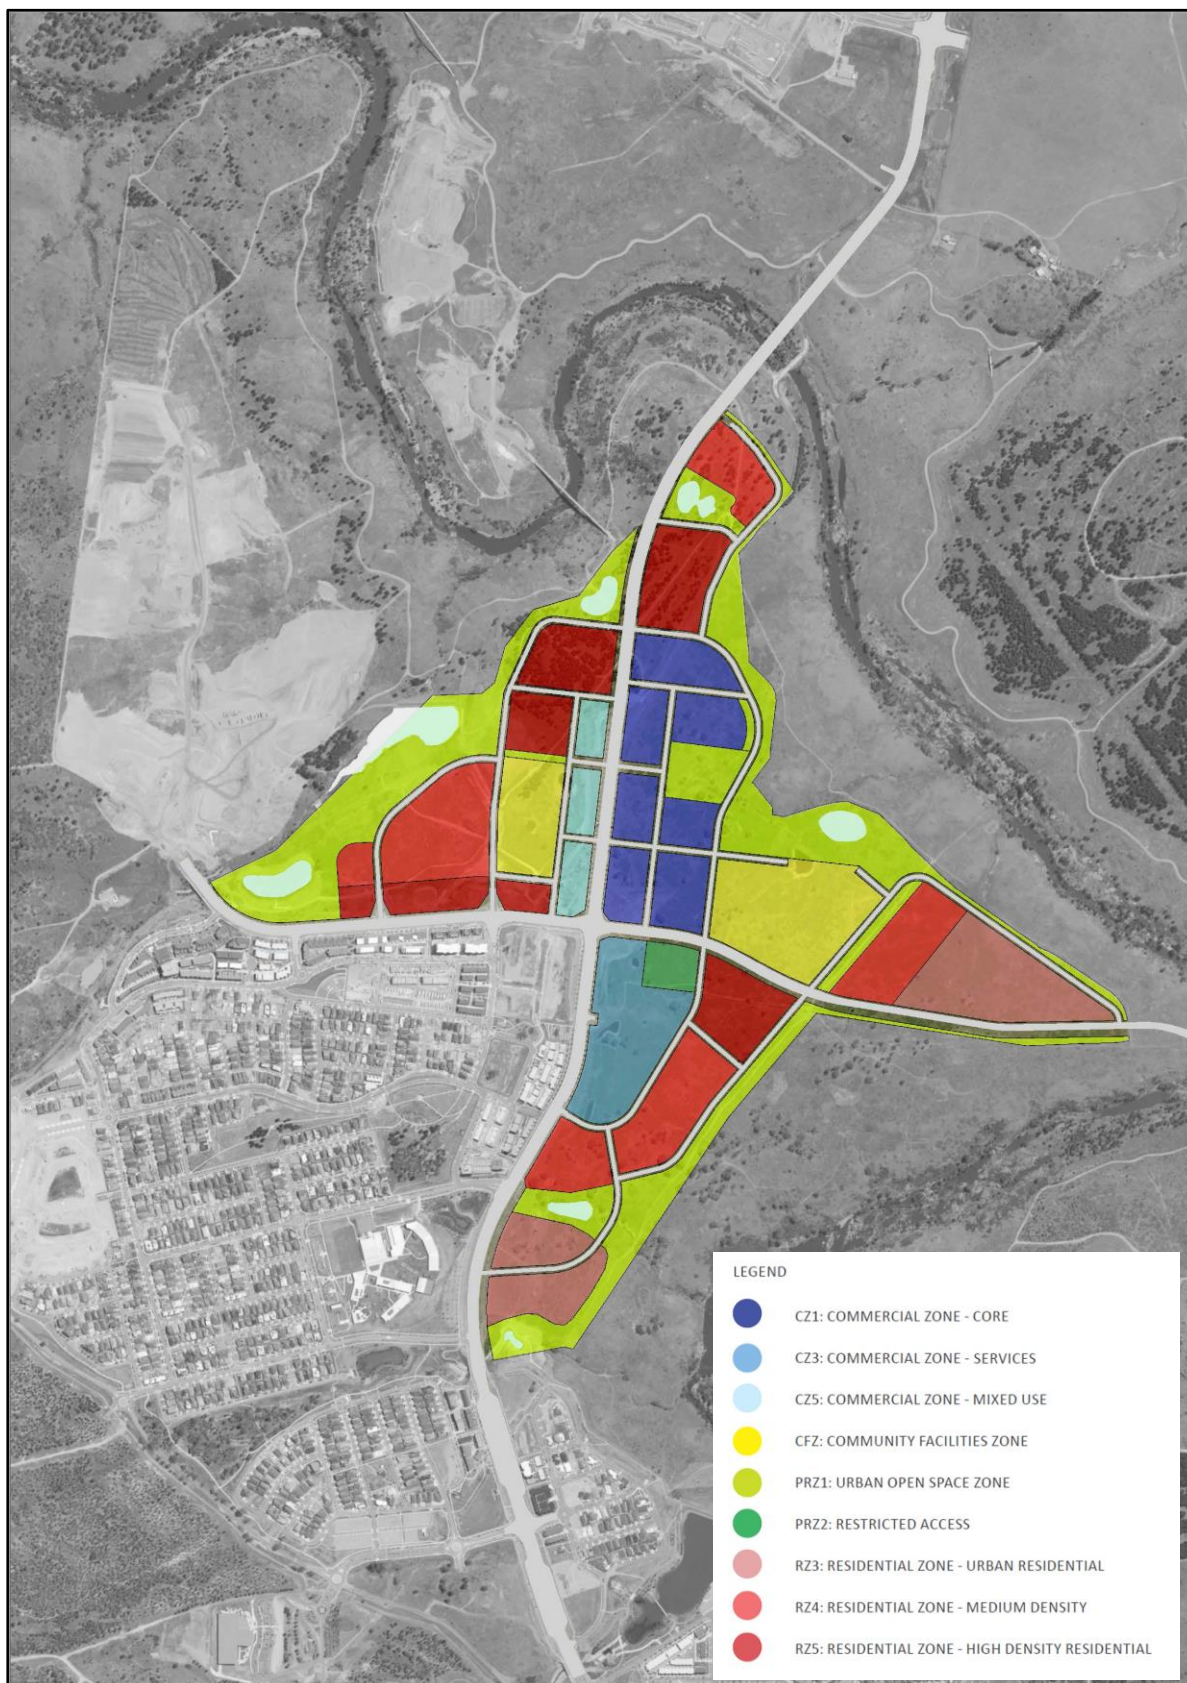 LEGEND
CZ1: COMMERCIAL ZONE - CORE
CZ3: COMMERCIAL ZONE - SERVICES
CZ5: COMMERCIAL ZONE - MIXED USE
CFZ: COMMUNITY FACILITIES ZONE
PRZ1: URBAN OPEN SPACE ZONE
PRZ2: RESTRICTED ACCESS
RZ3: RESIDENTIAL ZONE - URBAN RESIDENTIAL
RZ4: RESIDENTIAL ZONE - MEDIUM DENSITY
RZ5: RESIDENTIAL ZONE - HIGH DENSITY RESIDENTIAL